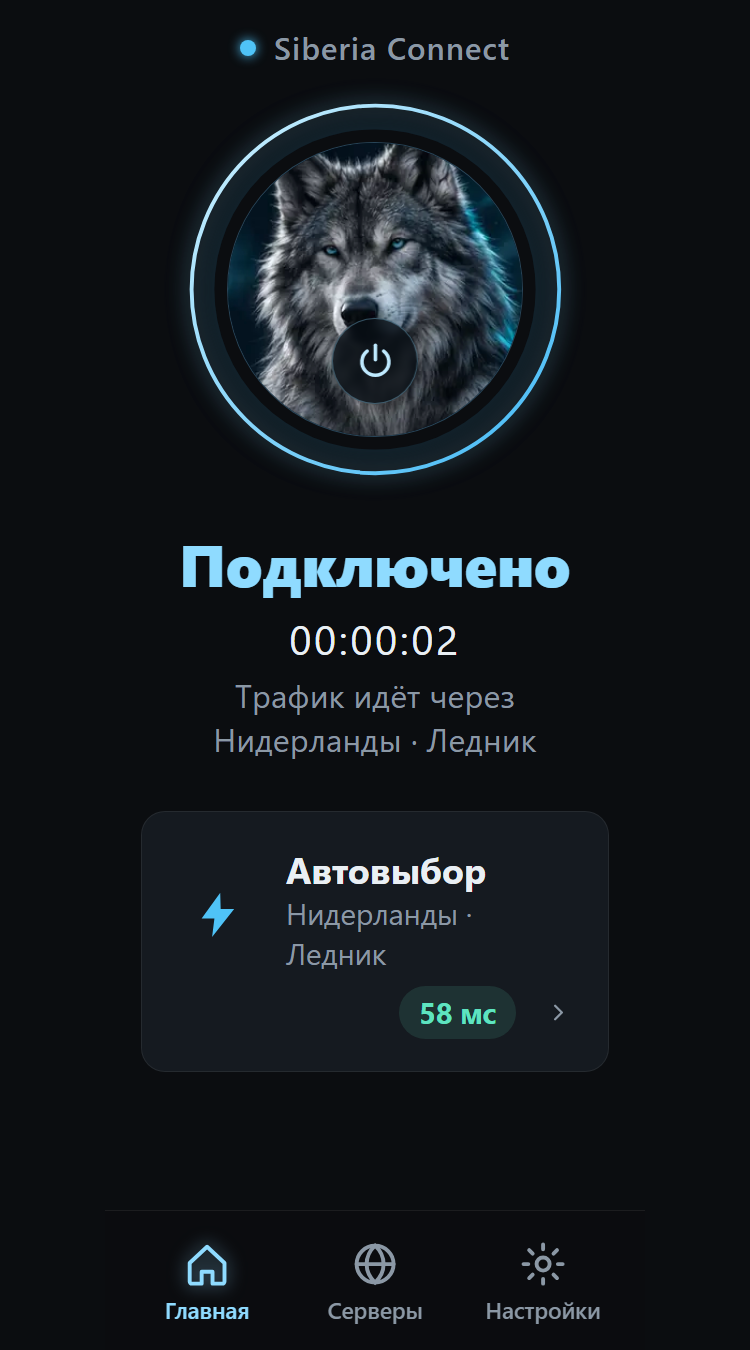 Siberia Connect
Подключено
00:00:02
Трафик идёт через
Нидерланды · Ледник
Автовыбор
Нидерланды ·
Ледник
58 мс
Главная
Серверы
Настройки